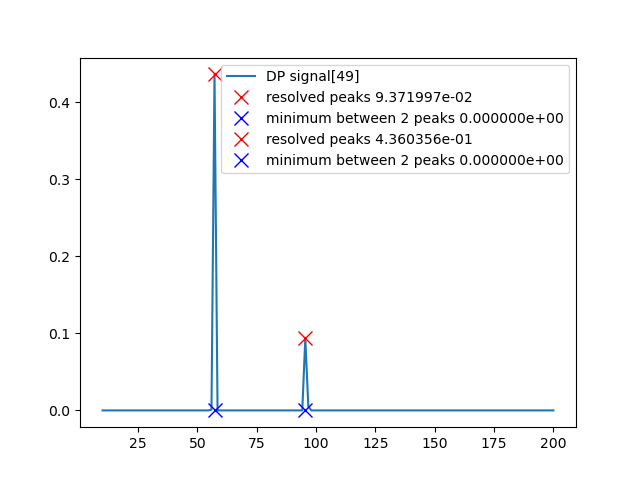 DP signal[49]
resolved peaks 9.371997e-02
minimum between 2 peaks 0.000000e+00
resolved peaks 4.360356e-01
minimum between 2 peaks 0.000000e+00
0.4
0.3
0.2
0.1
0.0
25 50 75 100 125 150 175 200